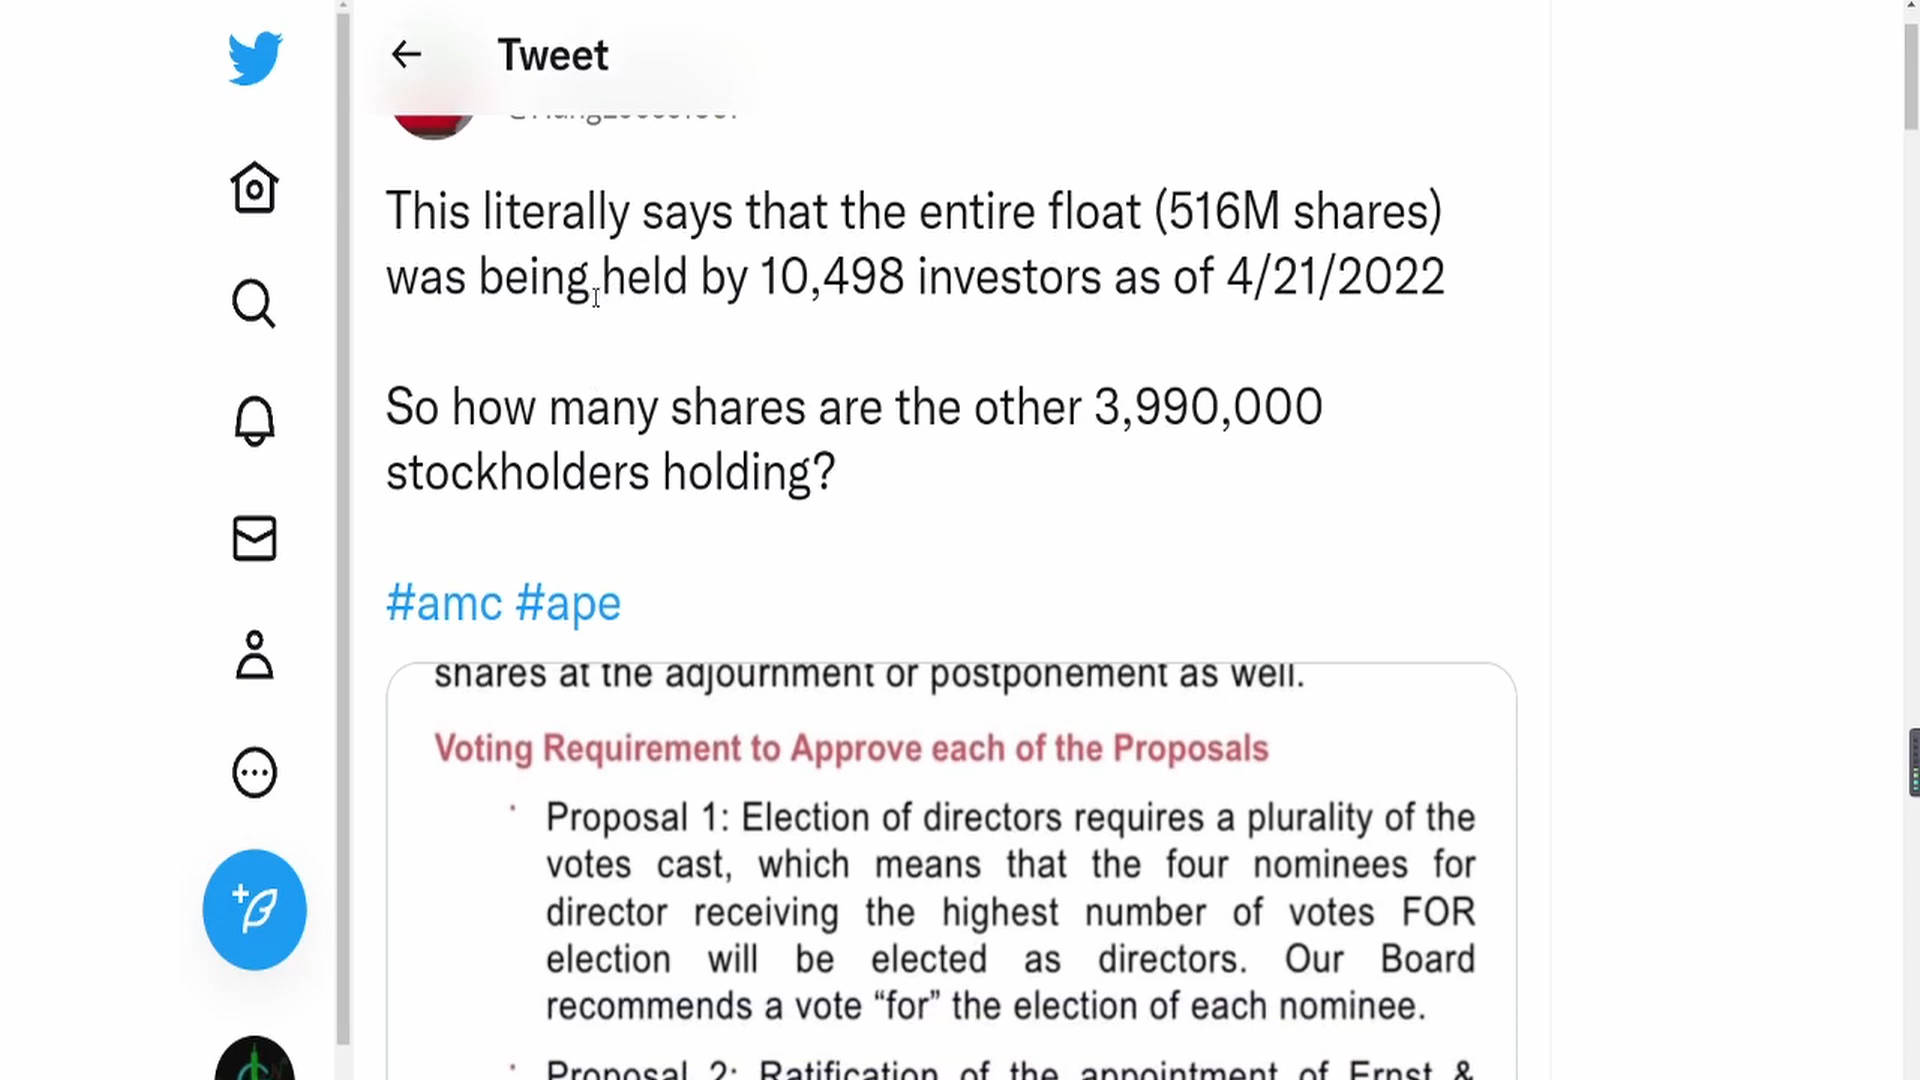 Tweet
This literally says that the entire float (516M shares)
was being held by 10,498 investors as of 4/21/2022
So how many shares are the other 3,990,000
stockholders holding?
#amc #ape
shares at the adjournment or postponement as well.
Voting Requirement to Approve each of the Proposals
Proposal 1: Election of directors requires a plurality of the
votes cast, which means that the four nominees for
director receiving the highest number of votes FOR
election will be elected as directors. Our Board
recommends a vote “for” the election of each nominee.
Proposal 2: Ratification of the appointment of Ernst &